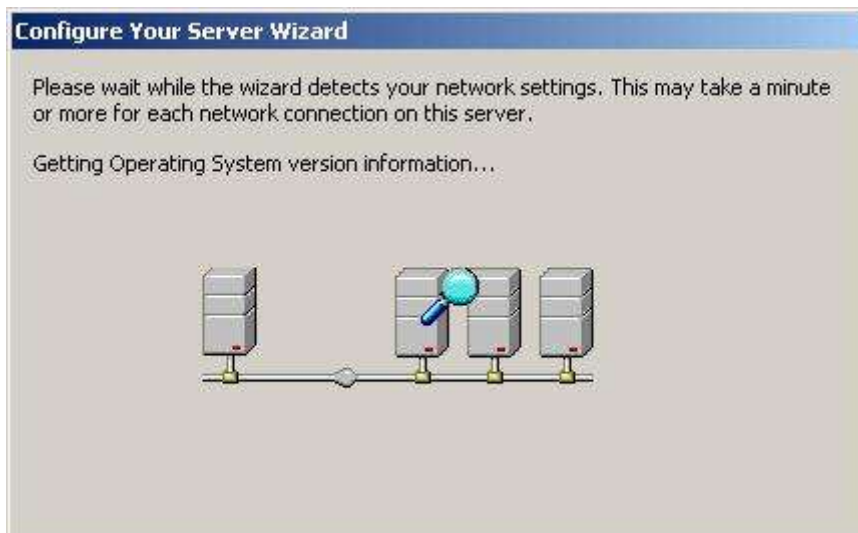 Configure Your Server Wizard
Please wait while the wizard detects your network settings. This may take a minute
or more for each network connection on this server.
Getting Operating System version information...